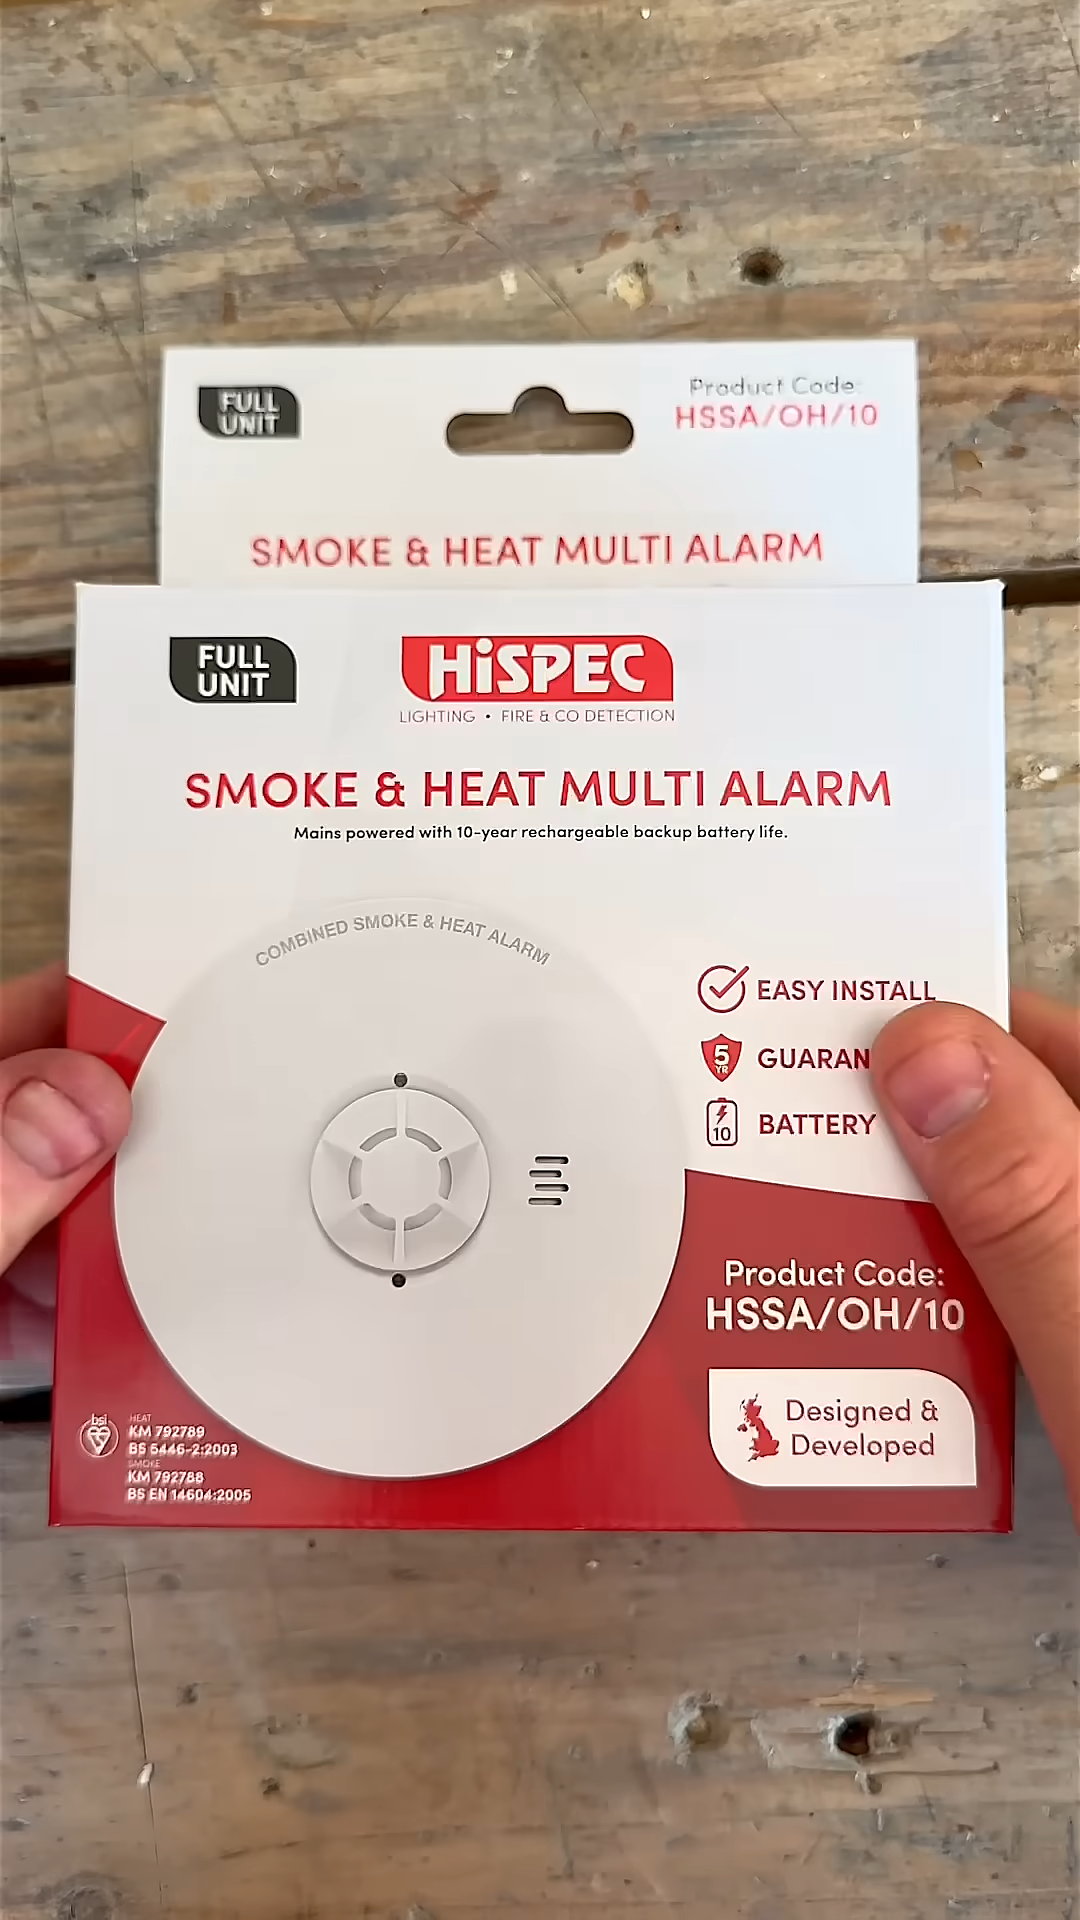 FULL
UNIT
Product Code:
HSSA/OH/10
SMOKE & HEAT MULTI ALARM
FULL
UNIT
HiSPEC
LIGHTING • FIRE & CO DETECTION
SMOKE & HEAT MULTI ALARM
Mains powered with 10-year rechargeable backup battery life.
COMBINED SMOKE & HEAT ALARM
EASY INSTALL
5 YR
GUARAN
10
BATTERY
Product Code:
HSSA/OH/10
Designed &
Developed
bsi
HEAT
KM 792789
BS 5446-2:2003
SMOKE
KM 792788
BS EN 14604:2005